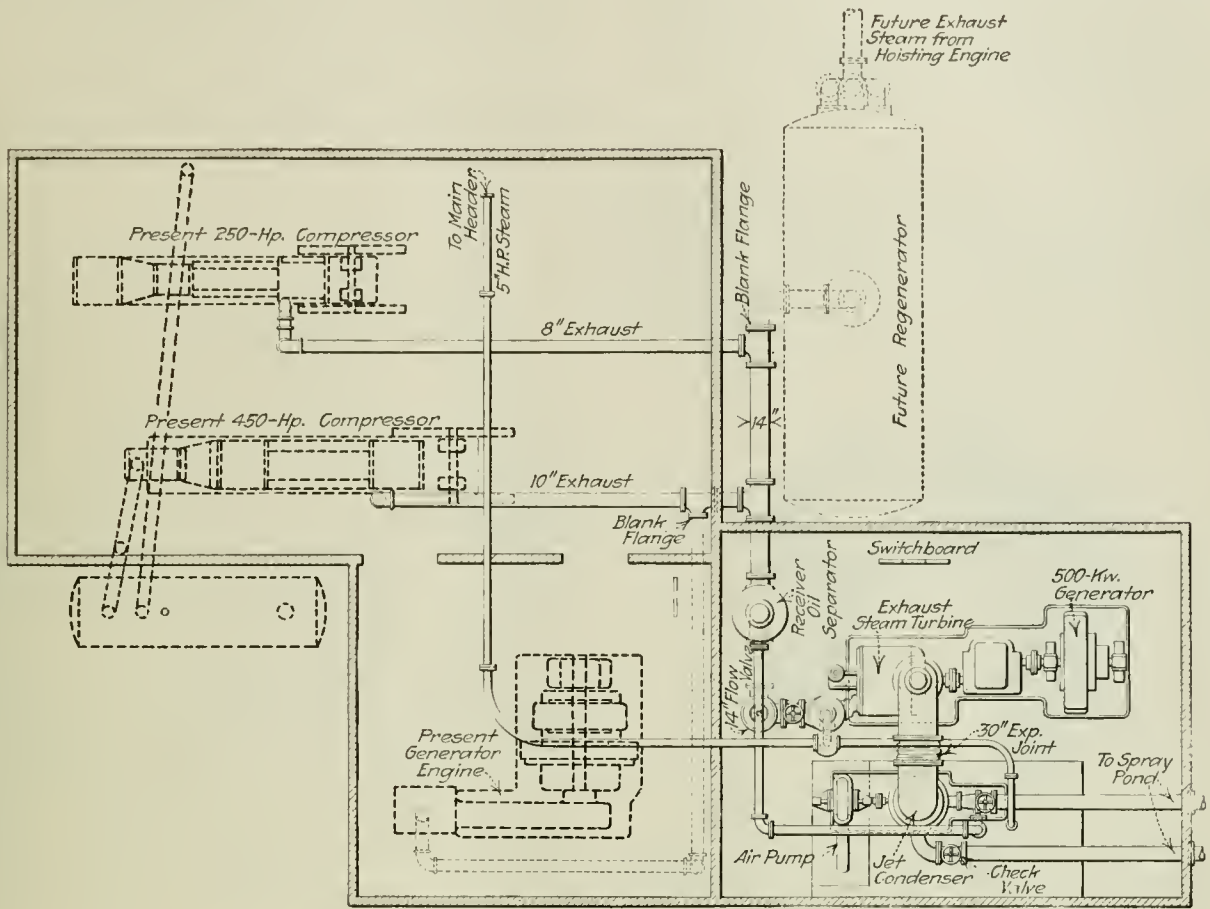 Future Exhaust
Steam from
Hoisting Engine
To Main
Header
5" H.P. Steam
Blank Flange
Present 250-Hp. Compressor
8" Exhaust
Future Regenerator
14"
Present 450-Hp. Compressor
10" Exhaust
Blank
Flange
Switchboard
500-Kw.
Generator
Receiver
Oil
Separator
Exhaust
Steam Turbine
14" Flow
Valve
30" Exp.
Joint
Present
Generator
Engine
To Spray
Pond
Air Pump
Jet
Condenser
Check
Valve